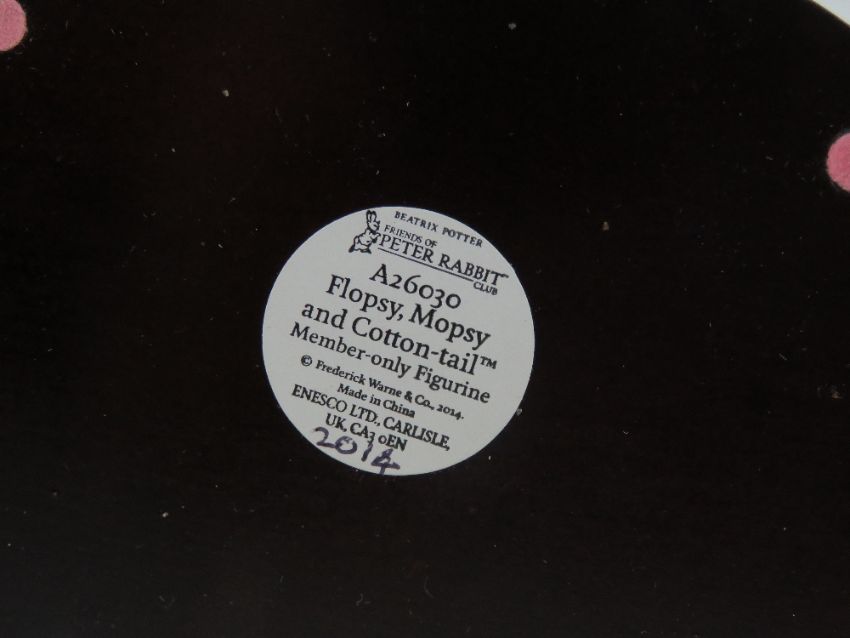 BEATRIX POTTER
FRIENDS OF
PETER RABBIT™
CLUB
A26030
Flopsy, Mopsy
and Cotton-tail™
Member-only Figurine
© Frederick Warne & Co., 2014.
Made in China
ENESCO LTD., CARLISLE,
UK, CA3 0EN
2014